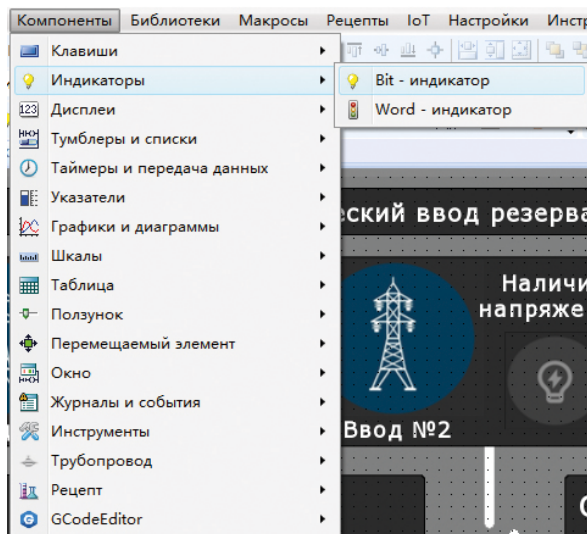 Компоненты Библиотеки Макросы Рецепты IoT Настройки
Клавиши
Индикаторы
Bit - индикатор
123 Дисплеи
Word - индикатор
Тумблеры и списки
Таймеры и передача данных
Указатели
Графики и диаграммы
ввод
Шкалы
Таблица
Ползунок
Перемещаемый элемент
Окно
Журналы и события
Инструменты
Ввод №2
Трубопровод
Рецепт
GCodeEditor